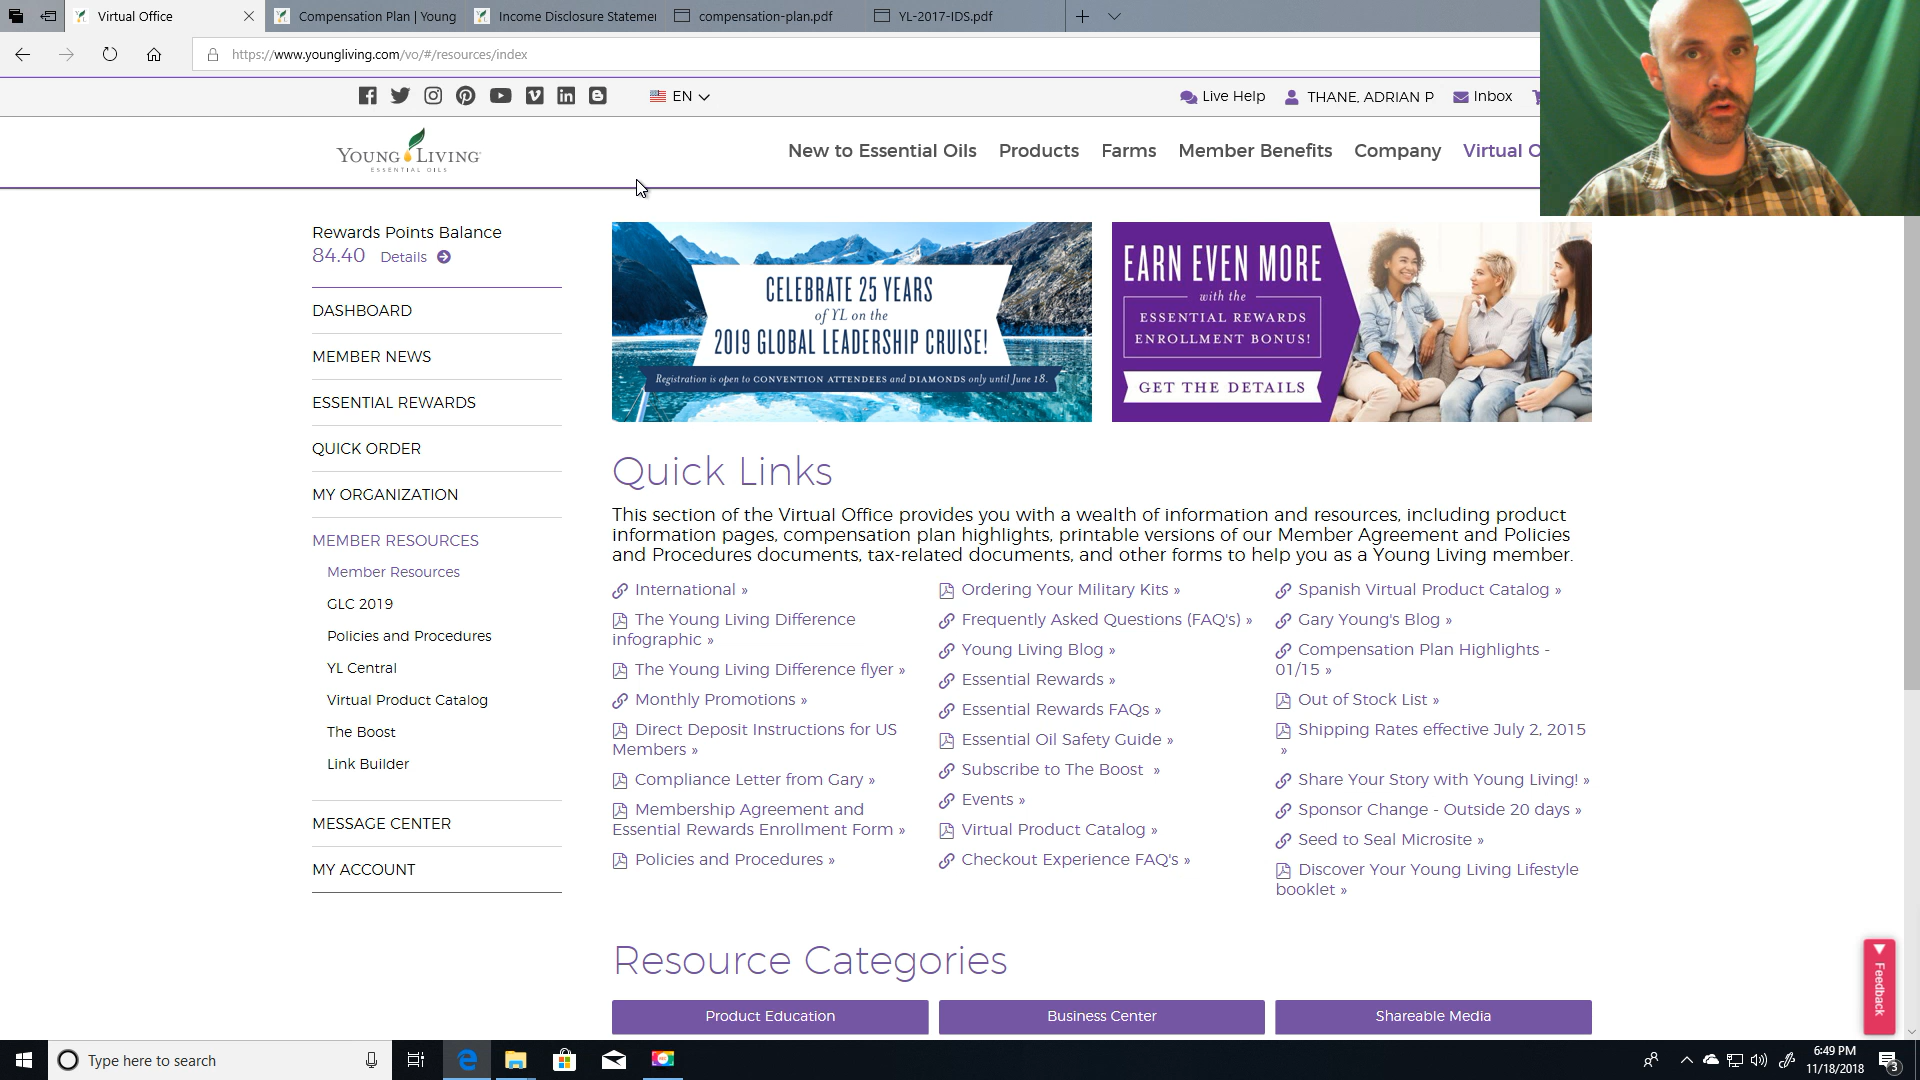 Virtual Office
Compensation Plan | Young
Income Disclosure Statemen
compensation-plan.pdf
YL-2017-IDS.pdf
https://www.youngliving.com/vo/#/resources/index
EN
Live Help
THANE, ADRIAN P
Inbox
YOUNG LIVING
ESSENTIAL OILS
New to Essential Oils
Products
Farms
Member Benefits
Company
Virtual O
Rewards Points Balance
84.40 Details
DASHBOARD
MEMBER NEWS
ESSENTIAL REWARDS
QUICK ORDER
MY ORGANIZATION
MEMBER RESOURCES
Member Resources
GLC 2019
Policies and Procedures
YL Central
Virtual Product Catalog
The Boost
Link Builder
MESSAGE CENTER
MY ACCOUNT
CELEBRATE 25 YEARS
of YL on the
2019 GLOBAL LEADERSHIP CRUISE!
Registration is open to CONVENTION ATTENDEES and DIAMONDS only until June 18.
EARN EVEN MORE
with the
ESSENTIAL REWARDS
ENROLLMENT BONUS!
GET THE DETAILS
Quick Links
This section of the Virtual Office provides you with a wealth of information and resources, including product
information pages, compensation plan highlights, printable versions of our Member Agreement and Policies
and Procedures documents, tax-related documents, and other forms to help you as a Young Living member.
International »
The Young Living Difference
infographic »
The Young Living Difference flyer »
Monthly Promotions »
Direct Deposit Instructions for US
Members »
Compliance Letter from Gary »
Membership Agreement and
Essential Rewards Enrollment Form »
Policies and Procedures »
Ordering Your Military Kits »
Frequently Asked Questions (FAQ's) »
Young Living Blog »
Essential Rewards »
Essential Rewards FAQs »
Essential Oil Safety Guide »
Subscribe to The Boost »
Events »
Virtual Product Catalog »
Checkout Experience FAQ's »
Spanish Virtual Product Catalog »
Gary Young's Blog »
Compensation Plan Highlights -
01/15 »
Out of Stock List »
Shipping Rates effective July 2, 2015
»
Share Your Story with Young Living! »
Sponsor Change - Outside 20 days »
Seed to Seal Microsite »
Discover Your Young Living Lifestyle
booklet »
Resource Categories
Product Education
Business Center
Shareable Media
Feedback
Type here to search
6:49 PM
11/18/2018
3